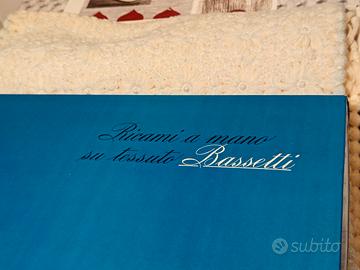 Ricami a mano
su tessuto Bassetti
subito